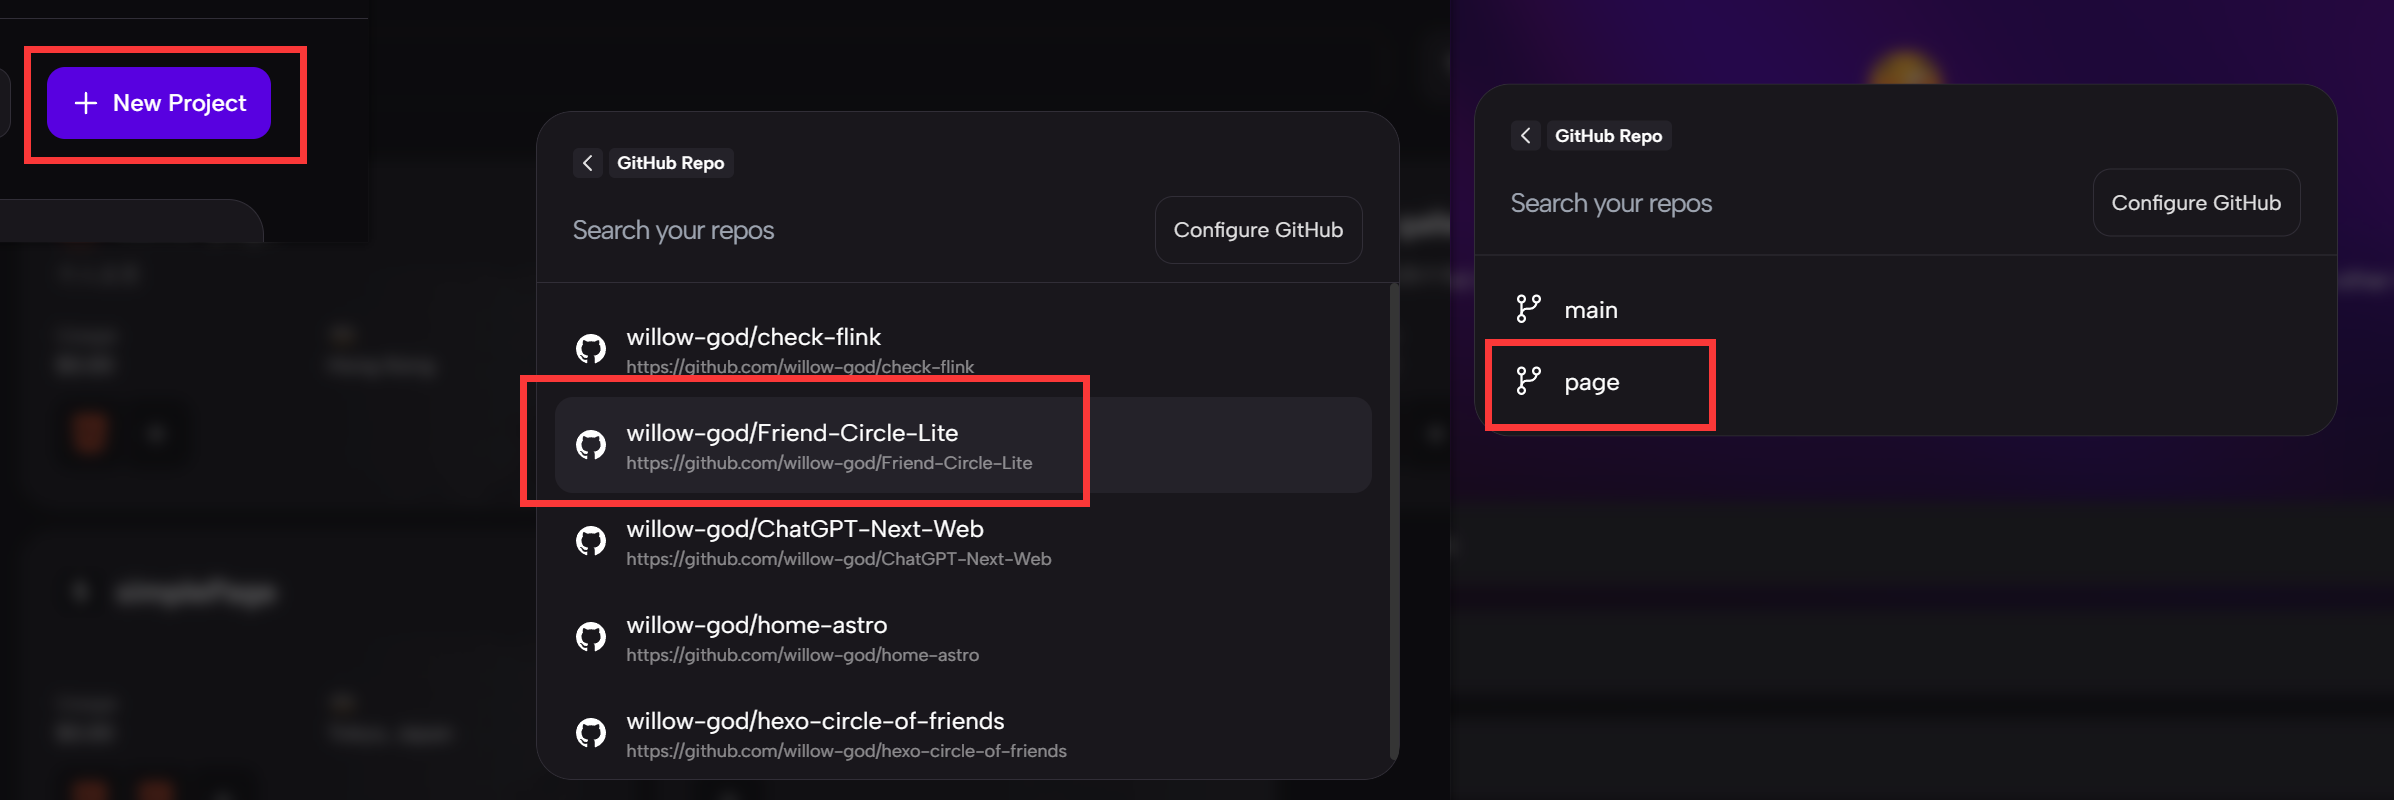 New Project
GitHub Repo
Search your repos
Configure GitHub
willow-god/check-flink
https://github.com/willow-god/check-flink
willow-god/Friend-Circle-Lite
https://github.com/willow-god/Friend-Circle-Lite
willow-god/ChatGPT-Next-Web
https://github.com/willow-god/ChatGPT-Next-Web
willow-god/home-astro
https://github.com/willow-god/home-astro
willow-god/hexo-circle-of-friends
https://github.com/willow-god/hexo-circle-of-friends
GitHub Repo
Search your repos
Configure GitHub
main
page